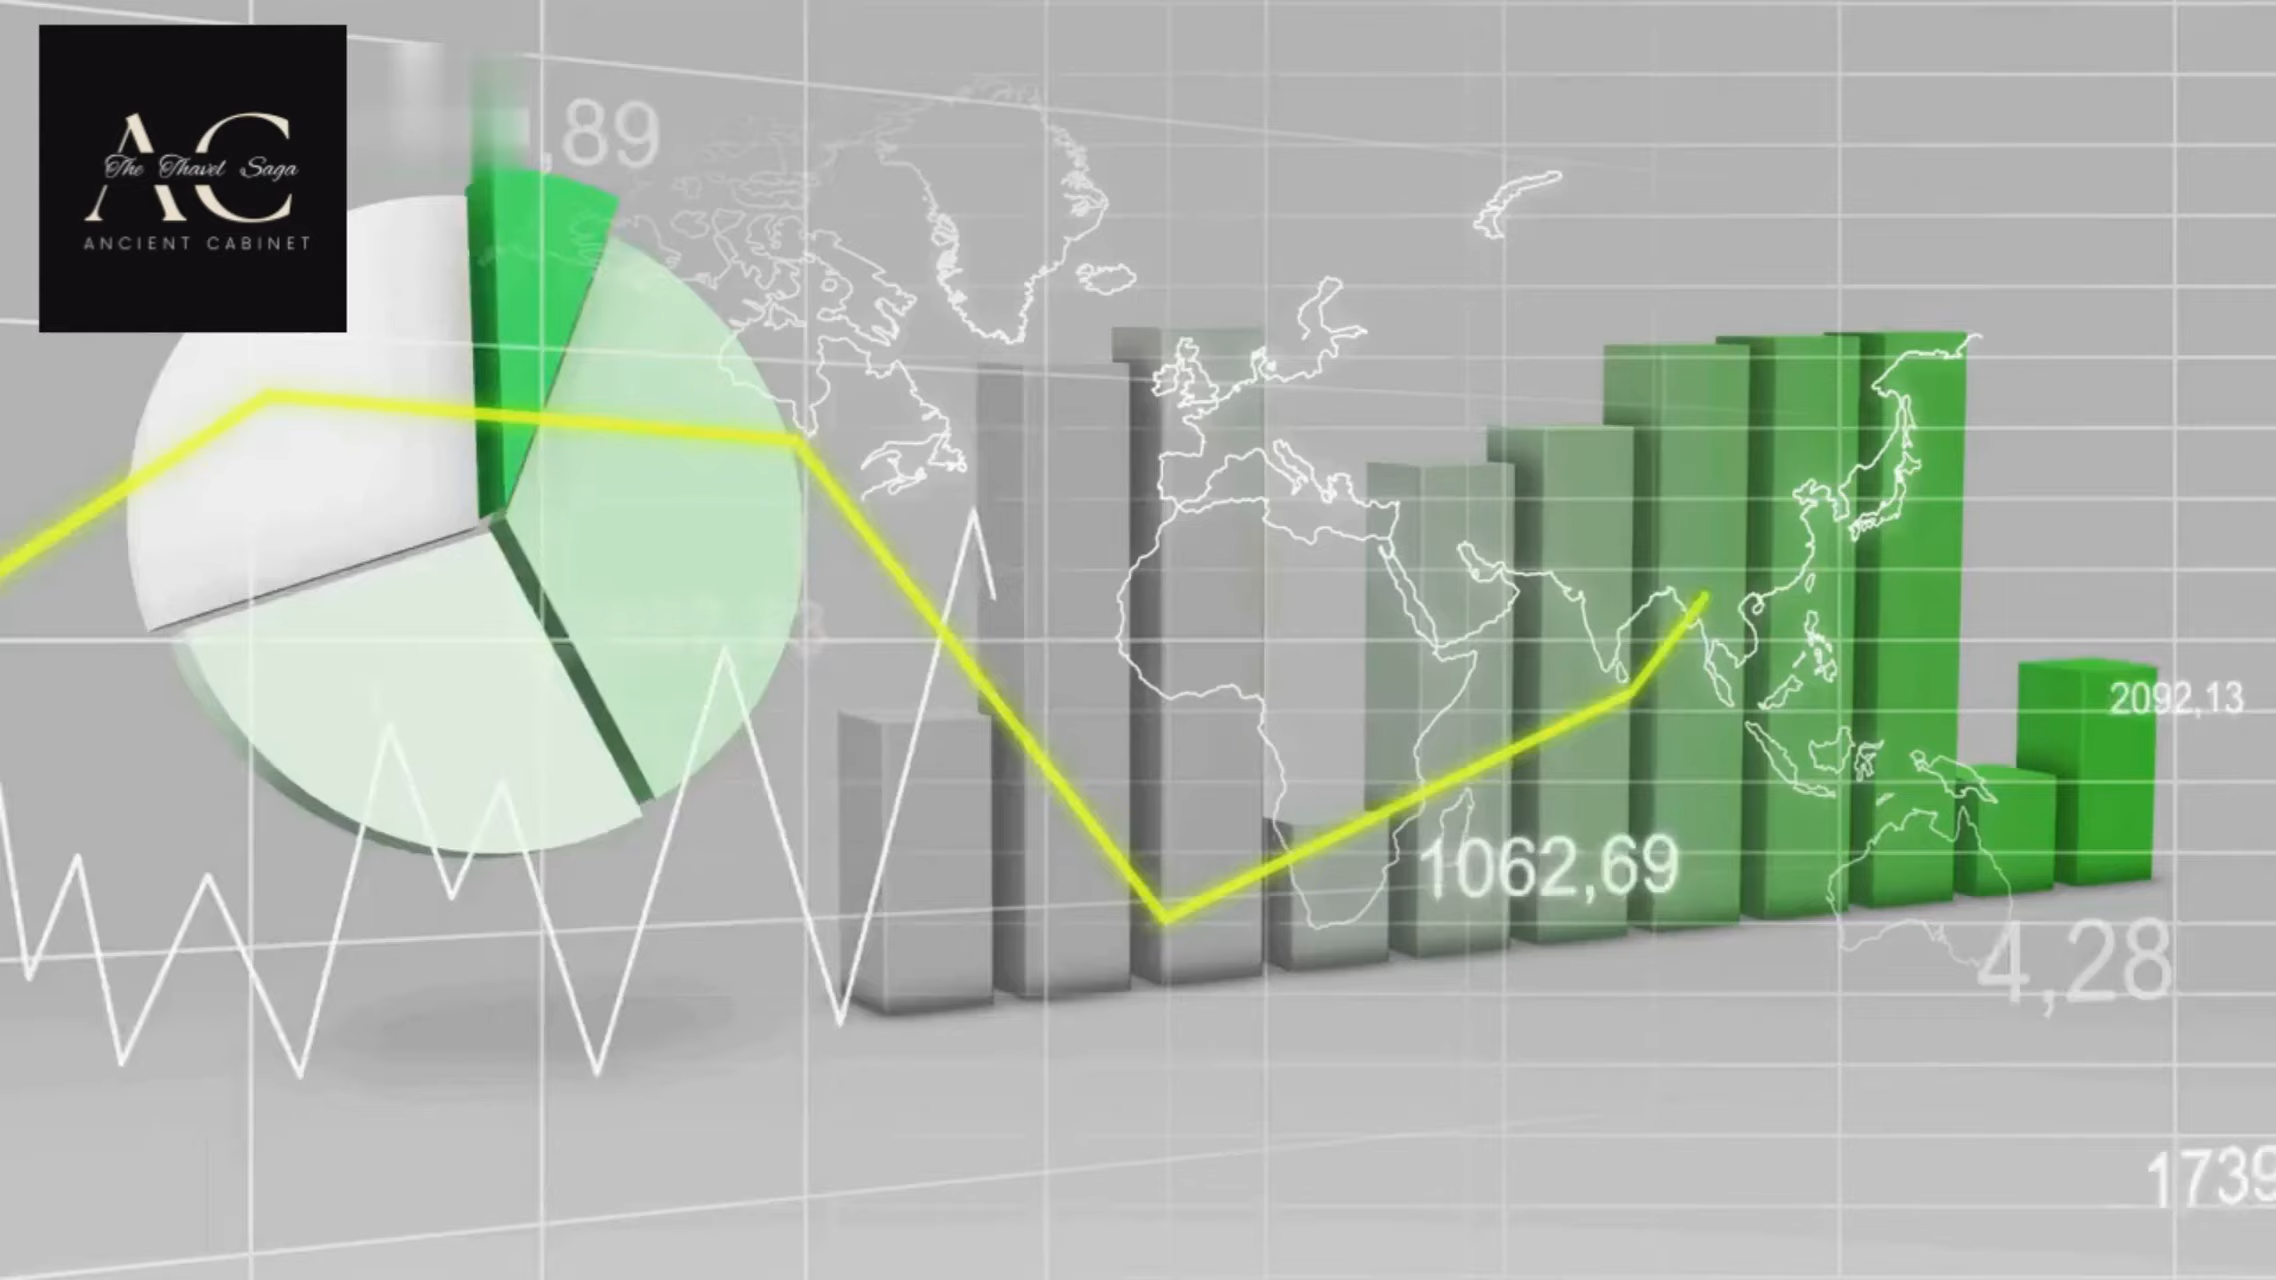 AC
The Thavel Saga
ANCIENT CABINET
,89
2092,13
1062,69
4,28
1739